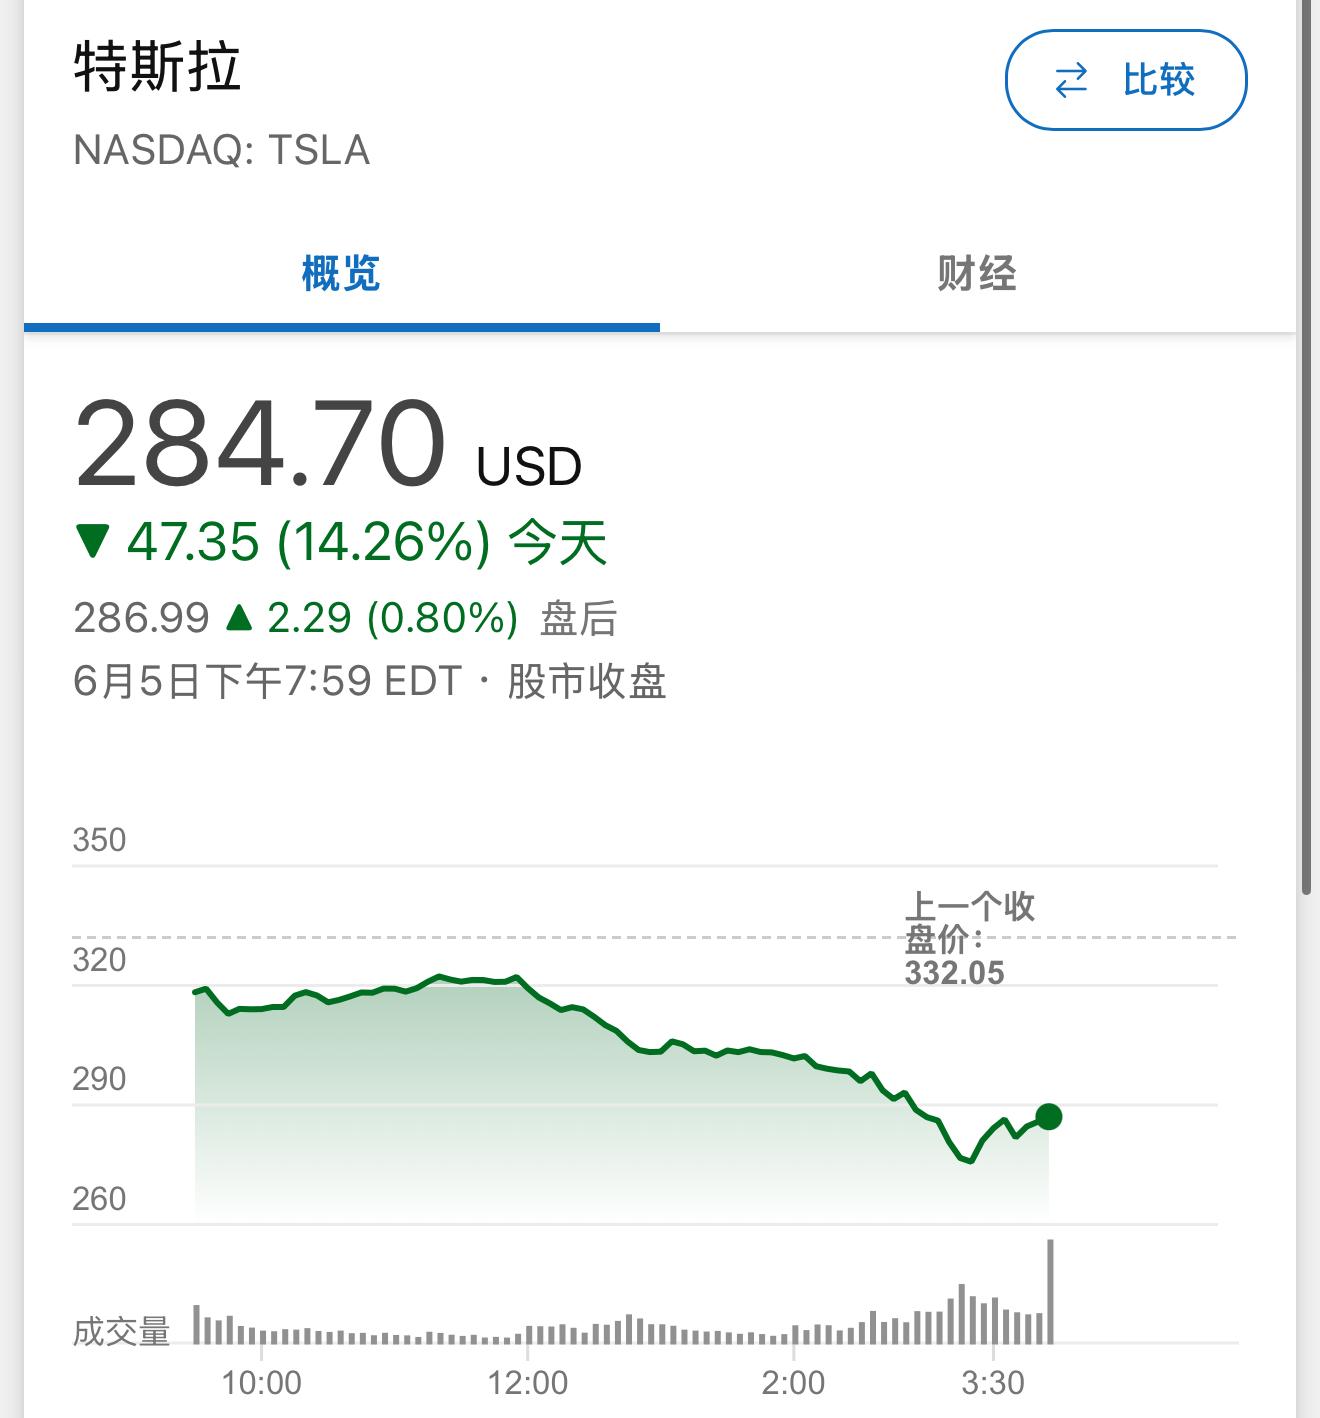 特斯拉
比较
NASDAQ: TSLA
概览
财经
284.70 USD
▼ 47.35 (14.26%) 今天
286.99 ▲ 2.29 (0.80%) 盘后
6月5日下午7:59 EDT · 股市收盘
350
上一个收
盘价：
332.05
320
290
260
成交量
10:00 12:00 2:00 3:30